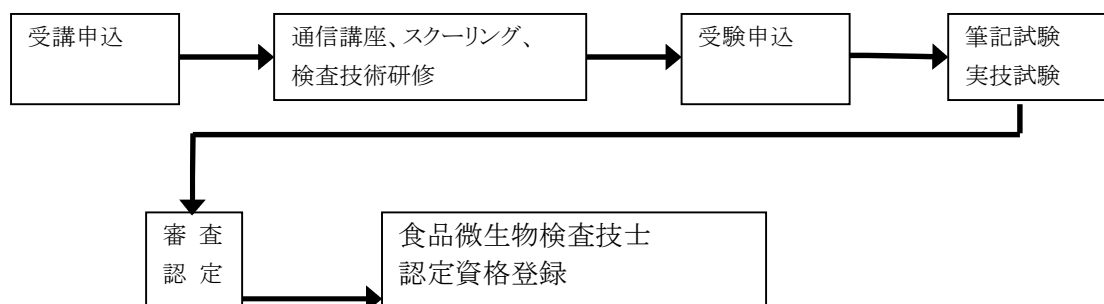 受講申込
通信講座、スクーリング、
検査技術研修
受験申込
筆記試験
実技試験
審 査
認 定
食品微生物検査技士
認定資格登録